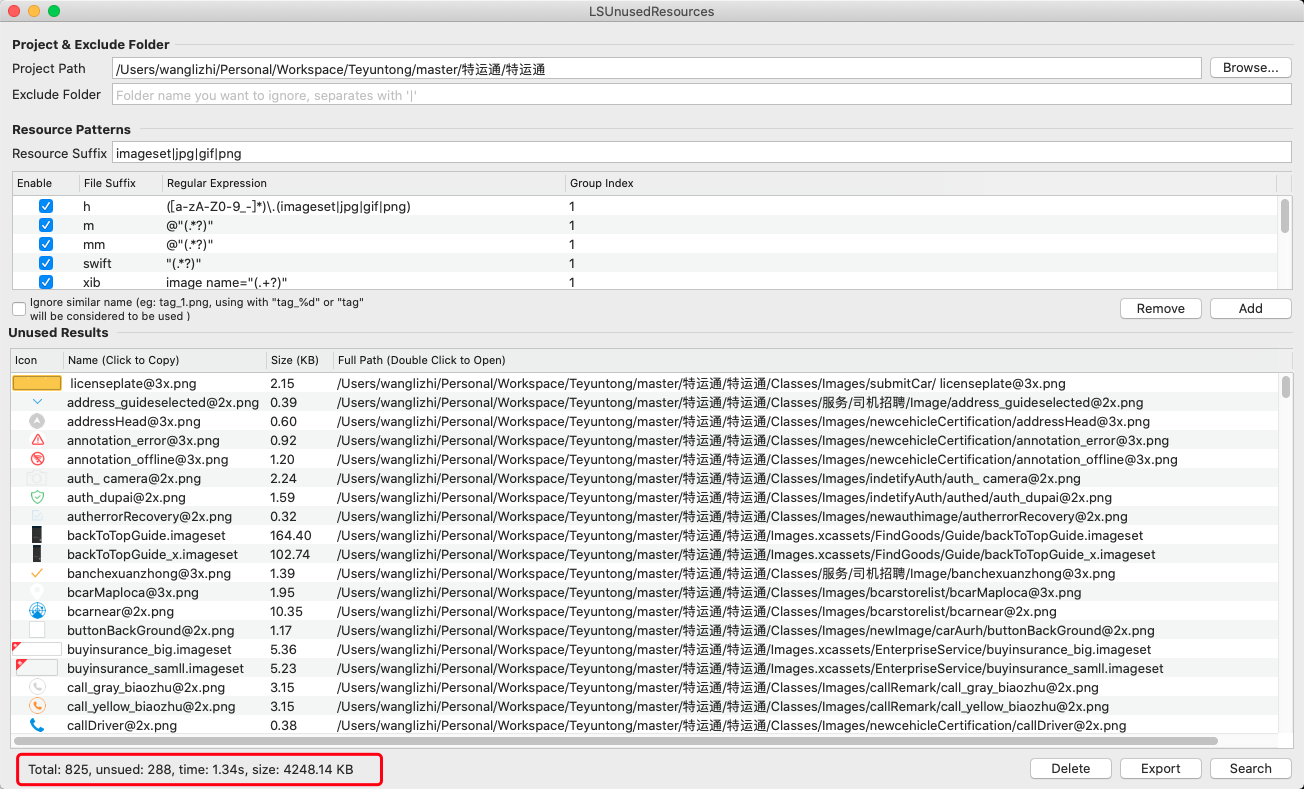 LSUnusedResources
Project & Exclude Folder
Project Path /Users/wanglizhi/Personal/Workspace/Teyuntong/master/特运通/特运通 Browse...
Exclude Folder Folder name you want to ignore, separates with '|'
Resource Patterns
Resource Suffix imageset|jpg|gif|png
Enable File Suffix Regular Expression Group Index
h ([a-zA-Z0-9_-]*)\.(imageset|jpg|gif|png) 1
m @"(.*?)" 1
mm @"(.*?)" 1
swift "(.*?)" 1
xib image name="(.+?)" 1
Ignore similar name (eg: tag_1.png, using with "tag_%d" or "tag"
will be considered to be used )
Remove Add
Unused Results
Icon Name (Click to Copy) Size (KB) Full Path (Double Click to Open)
licenseplate@3x.png 2.15 /Users/wanglizhi/Personal/Workspace/Teyuntong/master/特运通/特运通/Classes/Images/submitCar/ licenseplate@3x.png
address_guideselected@2x.png 0.39 /Users/wanglizhi/Personal/Workspace/Teyuntong/master/特运通/特运通/Classes/服务/司机招聘/Image/address_guideselected@2x.png
addressHead@3x.png 0.60 /Users/wanglizhi/Personal/Workspace/Teyuntong/master/特运通/特运通/Classes/Images/newcehicleCertification/addressHead@3x.png
annotation_error@3x.png 0.92 /Users/wanglizhi/Personal/Workspace/Teyuntong/master/特运通/特运通/Classes/Images/newcehicleCertification/annotation_error@3x.png
annotation_offline@3x.png 1.20 /Users/wanglizhi/Personal/Workspace/Teyuntong/master/特运通/特运通/Classes/Images/newcehicleCertification/annotation_offline@3x.png
auth_ camera@2x.png 2.24 /Users/wanglizhi/Personal/Workspace/Teyuntong/master/特运通/特运通/Classes/Images/indetifyAuth/auth_ camera@2x.png
auth_dupai@2x.png 1.59 /Users/wanglizhi/Personal/Workspace/Teyuntong/master/特运通/特运通/Classes/Images/indetifyAuth/authed/auth_dupai@2x.png
autherrorRecovery@2x.png 0.32 /Users/wanglizhi/Personal/Workspace/Teyuntong/master/特运通/特运通/Classes/Images/newauthimage/autherrorRecovery@2x.png
backToTopGuide.imageset 164.40 /Users/wanglizhi/Personal/Workspace/Teyuntong/master/特运通/特运通/Images.xcassets/FindGoods/Guide/backToTopGuide.imageset
backToTopGuide_x.imageset 102.74 /Users/wanglizhi/Personal/Workspace/Teyuntong/master/特运通/特运通/Images.xcassets/FindGoods/Guide/backToTopGuide_x.imageset
banchexuanzhong@3x.png 1.39 /Users/wanglizhi/Personal/Workspace/Teyuntong/master/特运通/特运通/Classes/服务/司机招聘/Image/banchexuanzhong@3x.png
bcarMaploca@3x.png 1.95 /Users/wanglizhi/Personal/Workspace/Teyuntong/master/特运通/特运通/Classes/Images/bcarstorelist/bcarMaploca@3x.png
bcarnear@2x.png 10.35 /Users/wanglizhi/Personal/Workspace/Teyuntong/master/特运通/特运通/Classes/Images/bcarstorelist/bcarnear@2x.png
buttonBackGround@2x.png 1.17 /Users/wanglizhi/Personal/Workspace/Teyuntong/master/特运通/特运通/Classes/Images/newImage/carAurh/buttonBackGround@2x.png
buyinsurance_big.imageset 5.36 /Users/wanglizhi/Personal/Workspace/Teyuntong/master/特运通/特运通/Images.xcassets/EnterpriseService/buyinsurance_big.imageset
buyinsurance_samll.imageset 5.23 /Users/wanglizhi/Personal/Workspace/Teyuntong/master/特运通/特运通/Images.xcassets/EnterpriseService/buyinsurance_samll.imageset
call_gray_biaozhu@2x.png 3.15 /Users/wanglizhi/Personal/Workspace/Teyuntong/master/特运通/特运通/Classes/Images/callRemark/call_gray_biaozhu@2x.png
call_yellow_biaozhu@2x.png 3.15 /Users/wanglizhi/Personal/Workspace/Teyuntong/master/特运通/特运通/Classes/Images/callRemark/call_yellow_biaozhu@2x.png
callDriver@2x.png 0.38 /Users/wanglizhi/Personal/Workspace/Teyuntong/master/特运通/特运通/Classes/Images/newcehicleCertification/callDriver@2x.png
Total: 825, unsued: 288, time: 1.34s, size: 4248.14 KB Delete Export Search